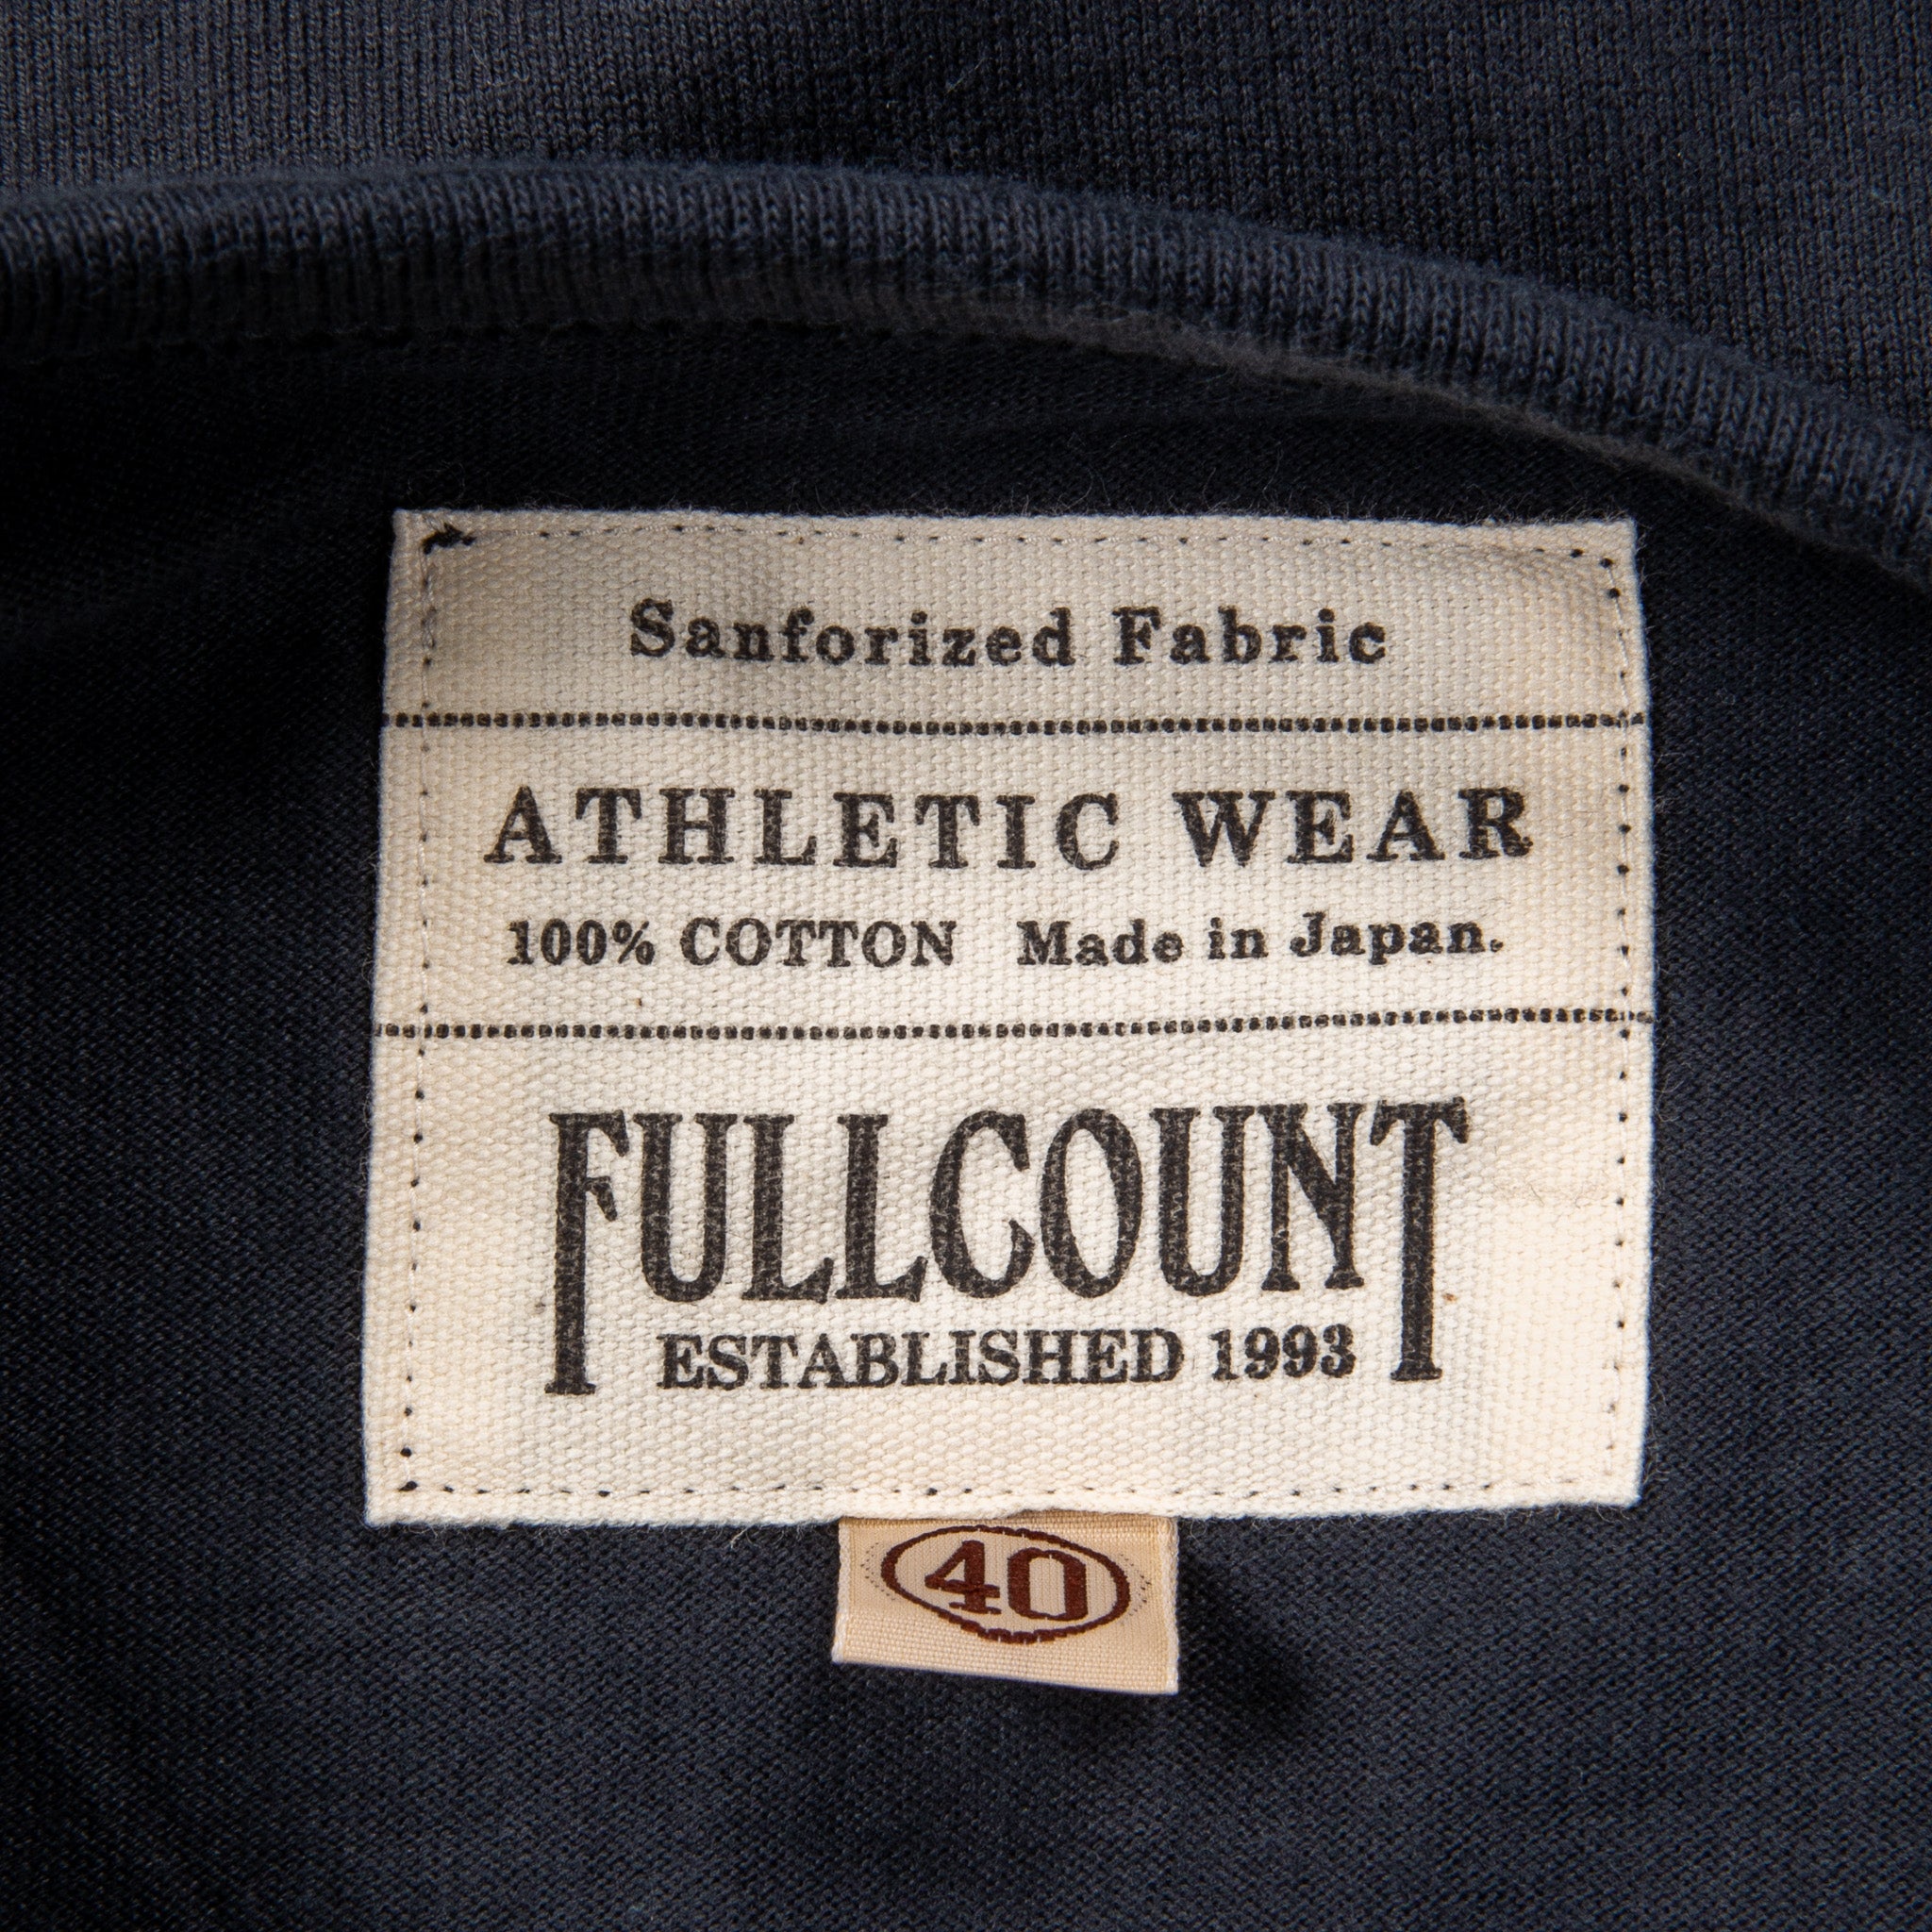 Sanforized Fabric
ATHLETIC WEAR
100% COTTON Made in Japan.
FULLCOUNT
ESTABLISHED 1993
40